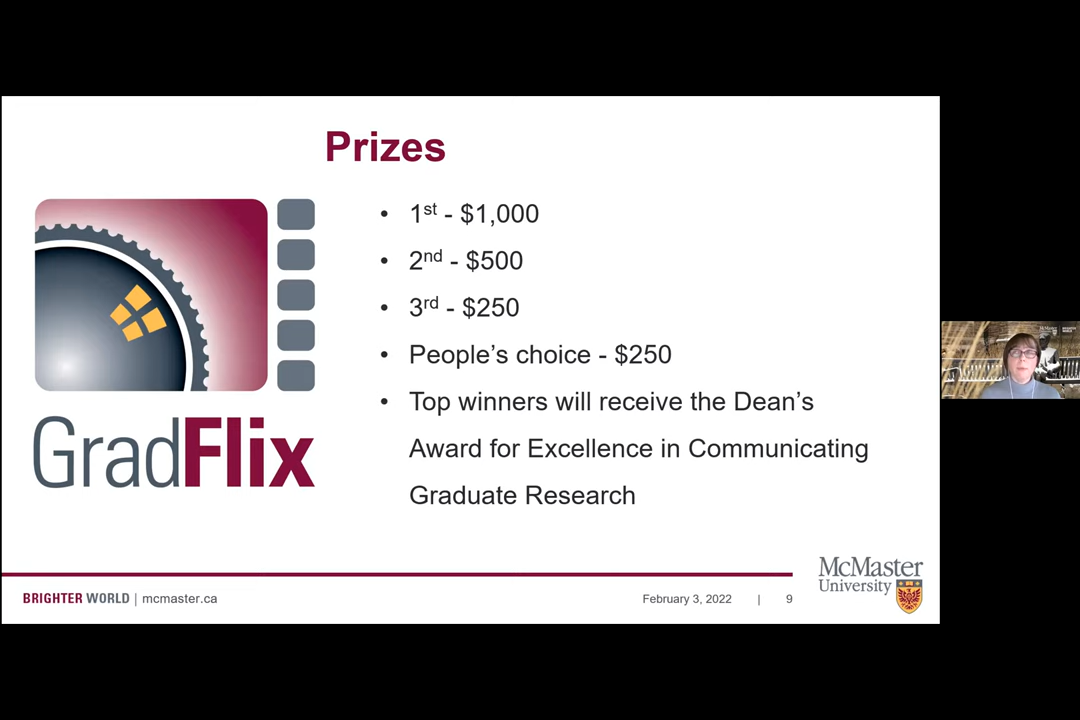 Prizes
• 1st - $1,000
• 2nd - $500
• 3rd - $250
• People’s choice - $250
• Top winners will receive the Dean’s
Award for Excellence in Communicating
Graduate Research
GradFlix
BRIGHTER WORLD | mcmaster.ca
February 3, 2022 | 9
McMaster
University